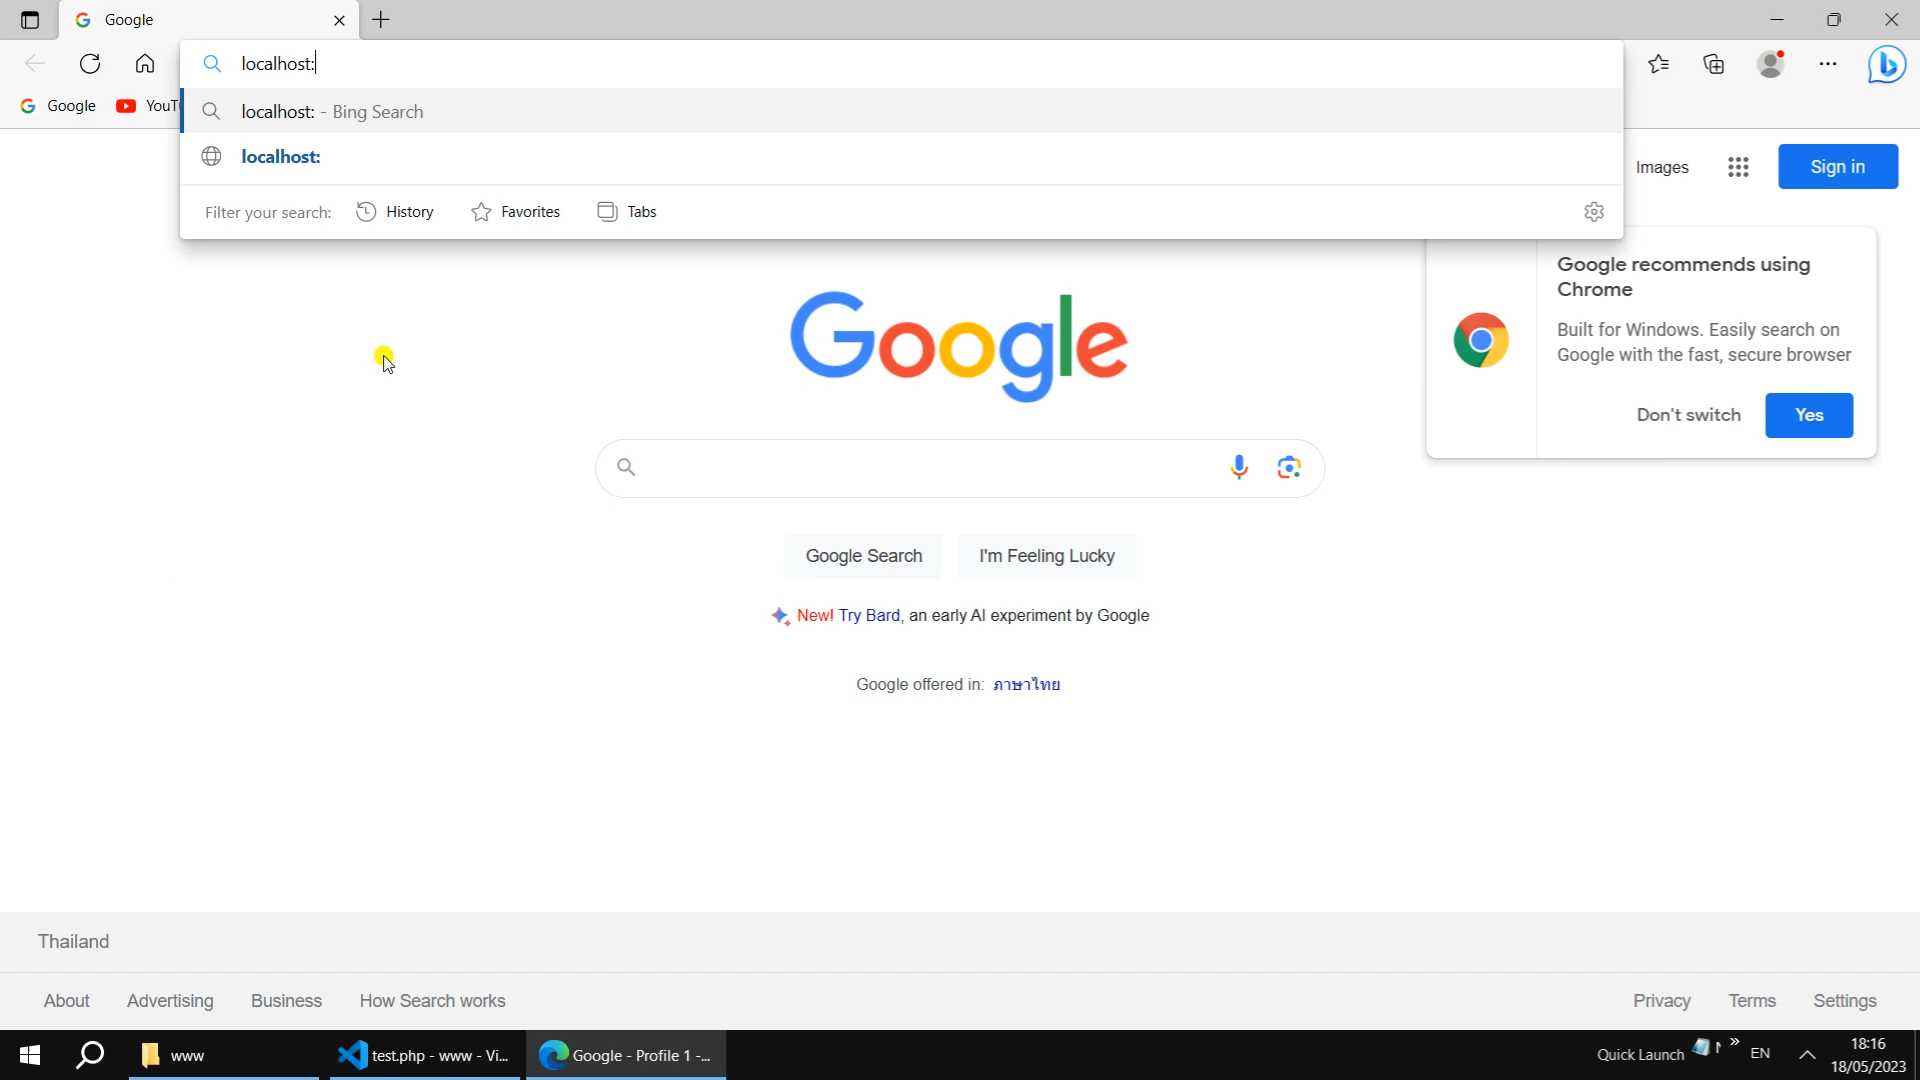 Google
localhost:
Google
YouT
localhost: - Bing Search
localhost:
Filter your search:
History
Favorites
Tabs
Images
Sign in
Google recommends using
Chrome
Built for Windows. Easily search on
Google with the fast, secure browser
Don't switch
Yes
Google
Google Search
I'm Feeling Lucky
New! Try Bard, an early AI experiment by Google
Google offered in: ภาษาไทย
Thailand
About
Advertising
Business
How Search works
Privacy
Terms
Settings
www
test.php - www - Vi...
Google - Profile 1 -...
Quick Launch
EN
18:16
18/05/2023